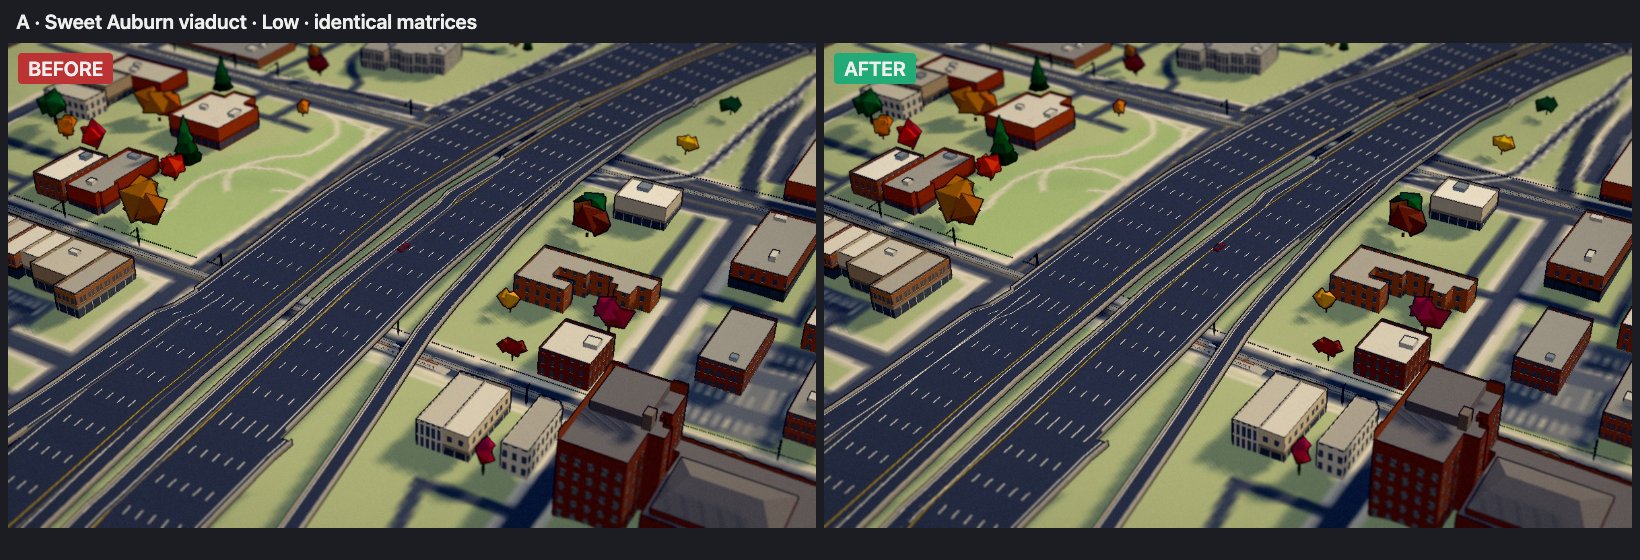 A · Sweet Auburn viaduct · Low · identical matrices
BEFORE
AFTER